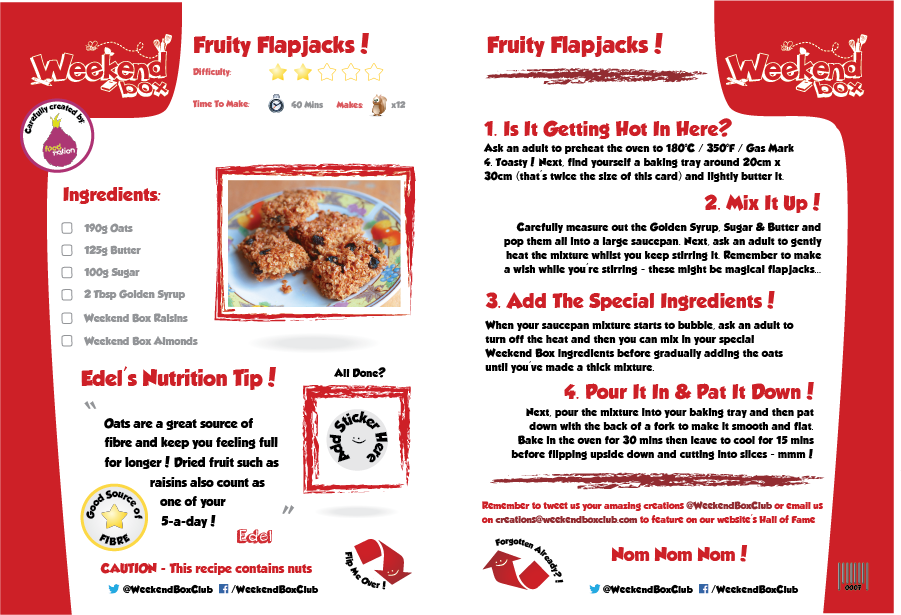 Weekend
box
Carefully created by:
food
nation
Fruity Flapjacks!
Difficulty:
Time To Make:
40 Mins
Makes:
x12
Ingredients:
190g Oats
125g Butter
100g Sugar
2 Tbsp Golden Syrup
Weekend Box Raisins
Weekend Box Almonds
Edel's Nutrition Tip!
"
Oats are a great source of
fibre and keep you feeling full
for longer! Dried fruit such as
raisins also count as
one of your
5-a-day!
"
Edel
Good Source of
FIBRE
All Done?
Add Sticker Here
CAUTION - This recipe contains nuts
@WeekendBoxClub
/WeekendBoxClub
Flip Me Over!
Fruity Flapjacks!
Weekend
box
1. Is It Getting Hot In Here?
Ask an adult to preheat the oven to 180°C / 350°F / Gas Mark
4. Toasty! Next, find yourself a baking tray around 20cm x
30cm (that's twice the size of this card) and lightly butter it.
2. Mix It Up!
Carefully measure out the Golden Syrup, Sugar & Butter and
pop them all into a large saucepan. Next, ask an adult to gently
heat the mixture whilst you keep stirring it. Remember to make
a wish while you're stirring - these might be magical flapjacks...
3. Add The Special Ingredients!
When your saucepan mixture starts to bubble, ask an adult to
turn off the heat and then you can mix in your special
Weekend Box ingredients before gradually adding the oats
until you've made a thick mixture.
4. Pour It In & Pat It Down!
Next, pour the mixture into your baking tray and then pat
down with the back of a fork to make it smooth and flat.
Bake in the oven for 30 mins then leave to cool for 15 mins
before flipping upside down and cutting into slices - mmm!
Remember to tweet us your amazing creations @WeekendBoxClub or email us
on creations@weekendboxclub.com to feature on our website's Hall of Fame
Forgotten Already?!
Nom Nom Nom!
@WeekendBoxClub
/WeekendBoxClub
0007